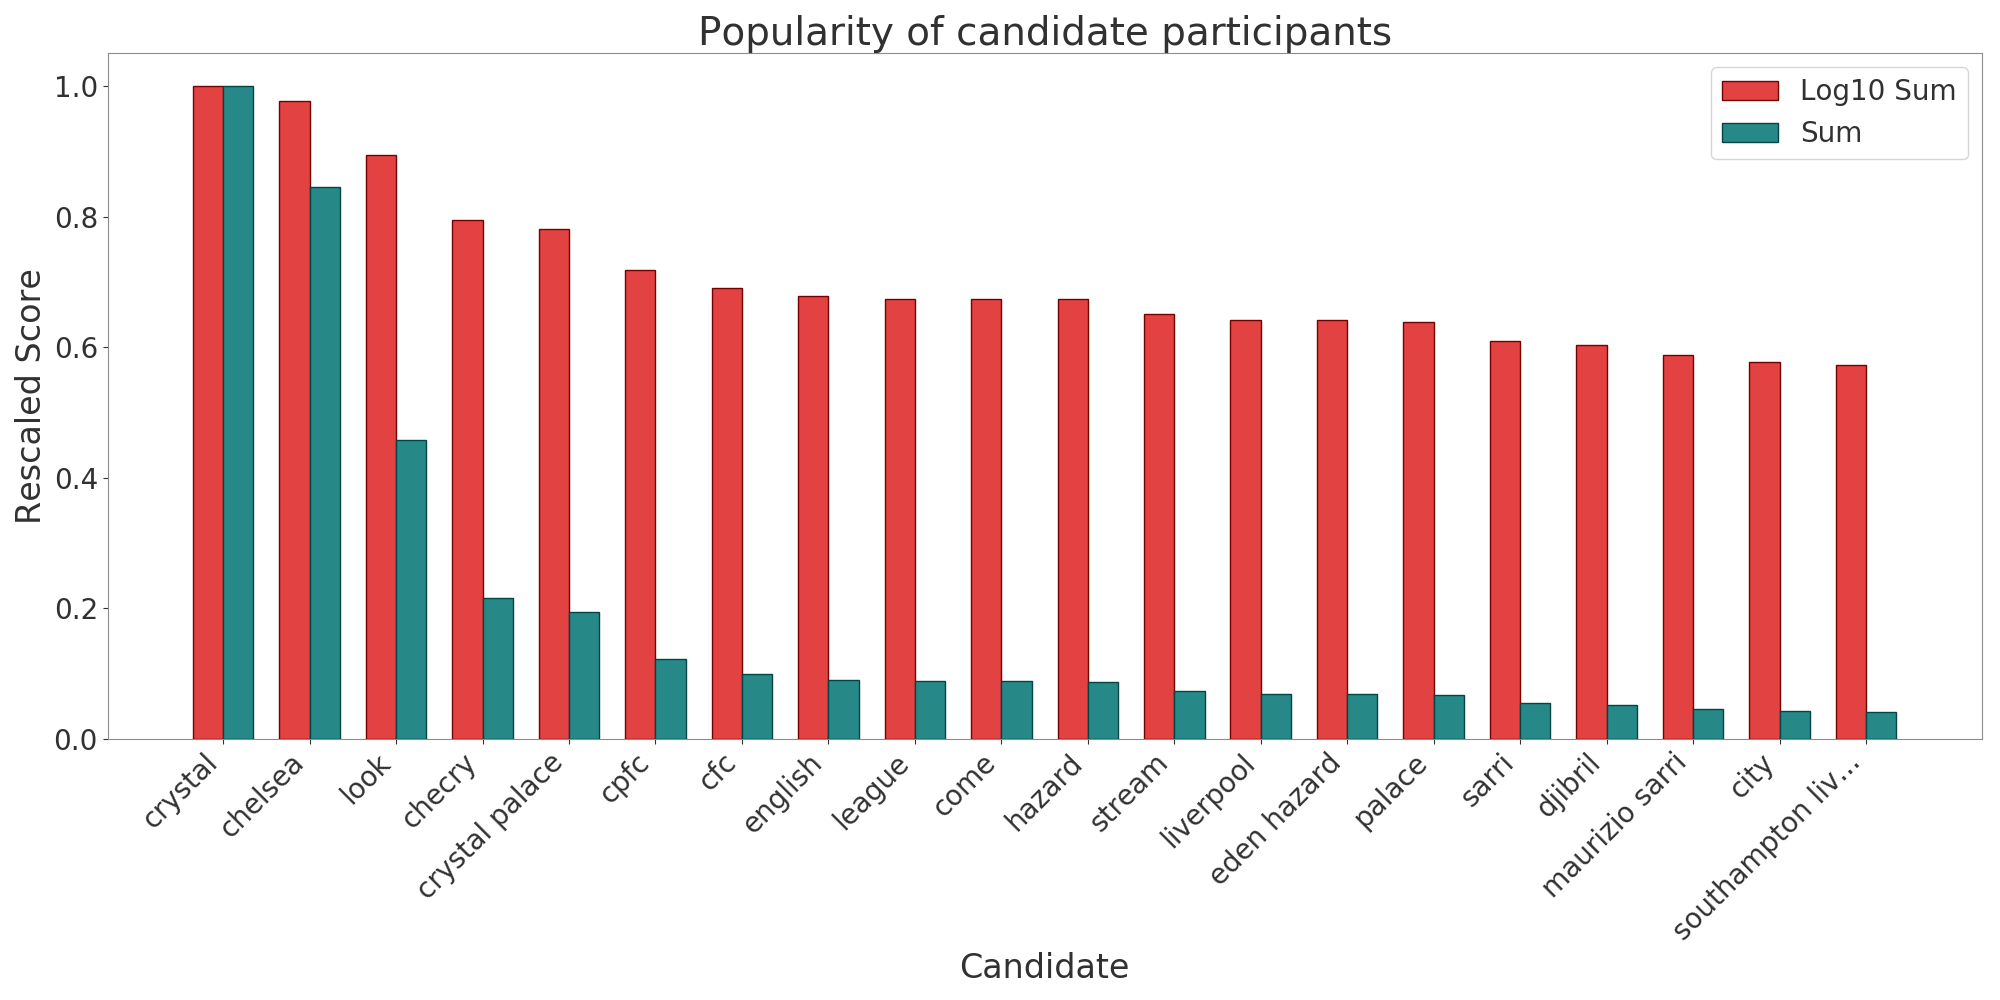 Popularity of candidate participants
Log10 Sum
Sum
Rescaled Score
1.0
0.8
0.6
0.4
0.2
0.0
crystal
chelsea
look
checry
crystal palace
cpfc
cfc
english
league
come
hazard
stream
liverpool
eden hazard
palace
sarri
djibril
maurizio sarri
city
southampton liv...
Candidate